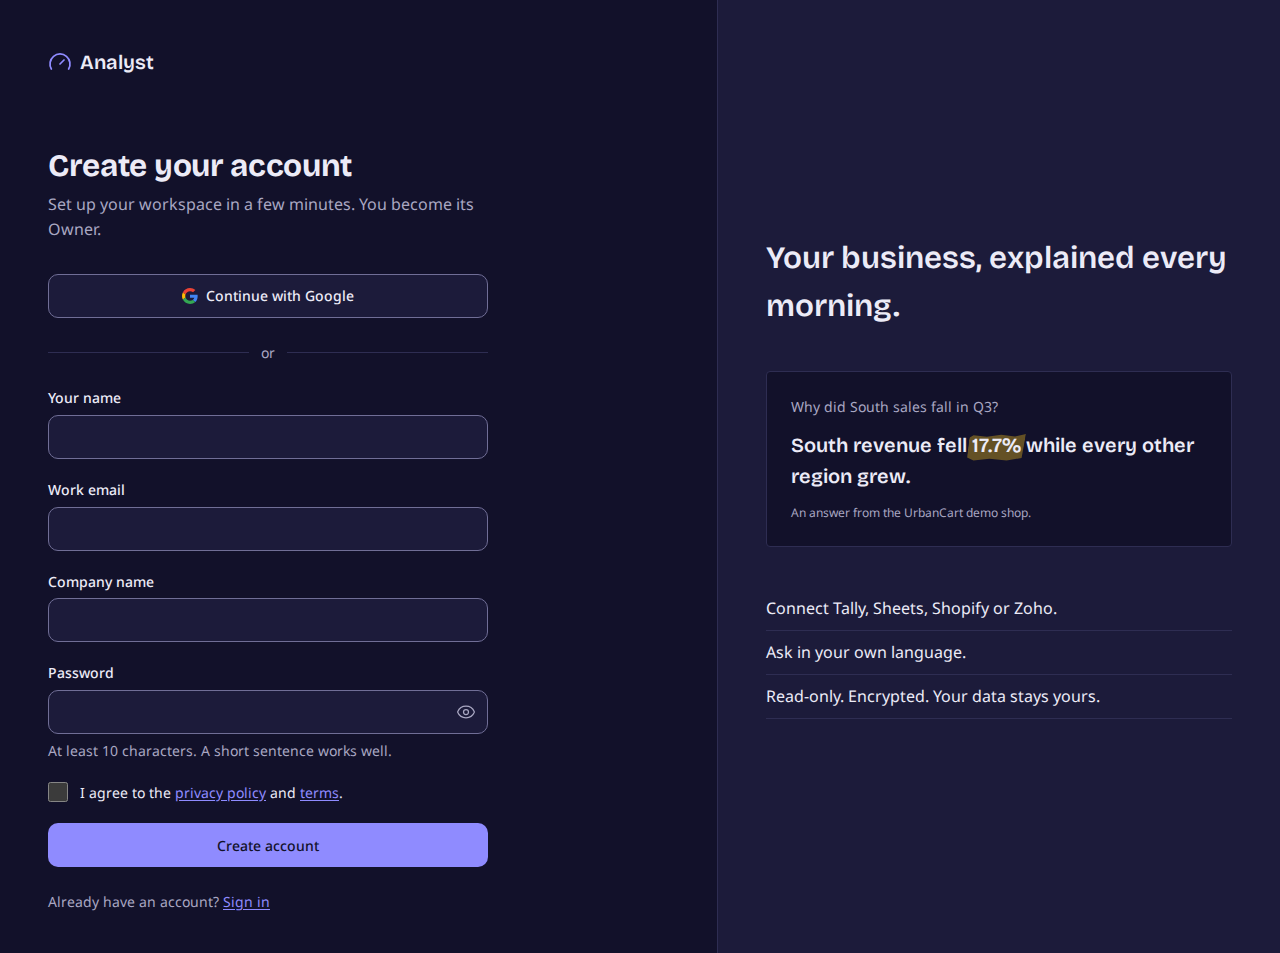 Analyst
Create your account
Set up your workspace in a few minutes. You become its
Owner.
Continue with Google
or
Your name
Work email
Company name
Password
At least 10 characters. A short sentence works well.
I agree to the privacy policy and terms.
Create account
Already have an account? Sign in
Your business, explained every
morning.
Why did South sales fall in Q3?
South revenue fell 17.7% while every other
region grew.
An answer from the UrbanCart demo shop.
Connect Tally, Sheets, Shopify or Zoho.
Ask in your own language.
Read-only. Encrypted. Your data stays yours.